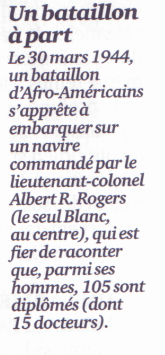 Un bataillon
à part
Le 30 mars 1944,
un bataillon
d'Afro-Américains
s'apprête à
embarquer sur
un navire
commandé par le
lieutenant-colonel
Albert R. Rogers
(le seul Blanc,
au centre), qui est
fier de raconter
que, parmi ses
hommes, 105 sont
diplômés (dont
15 docteurs).